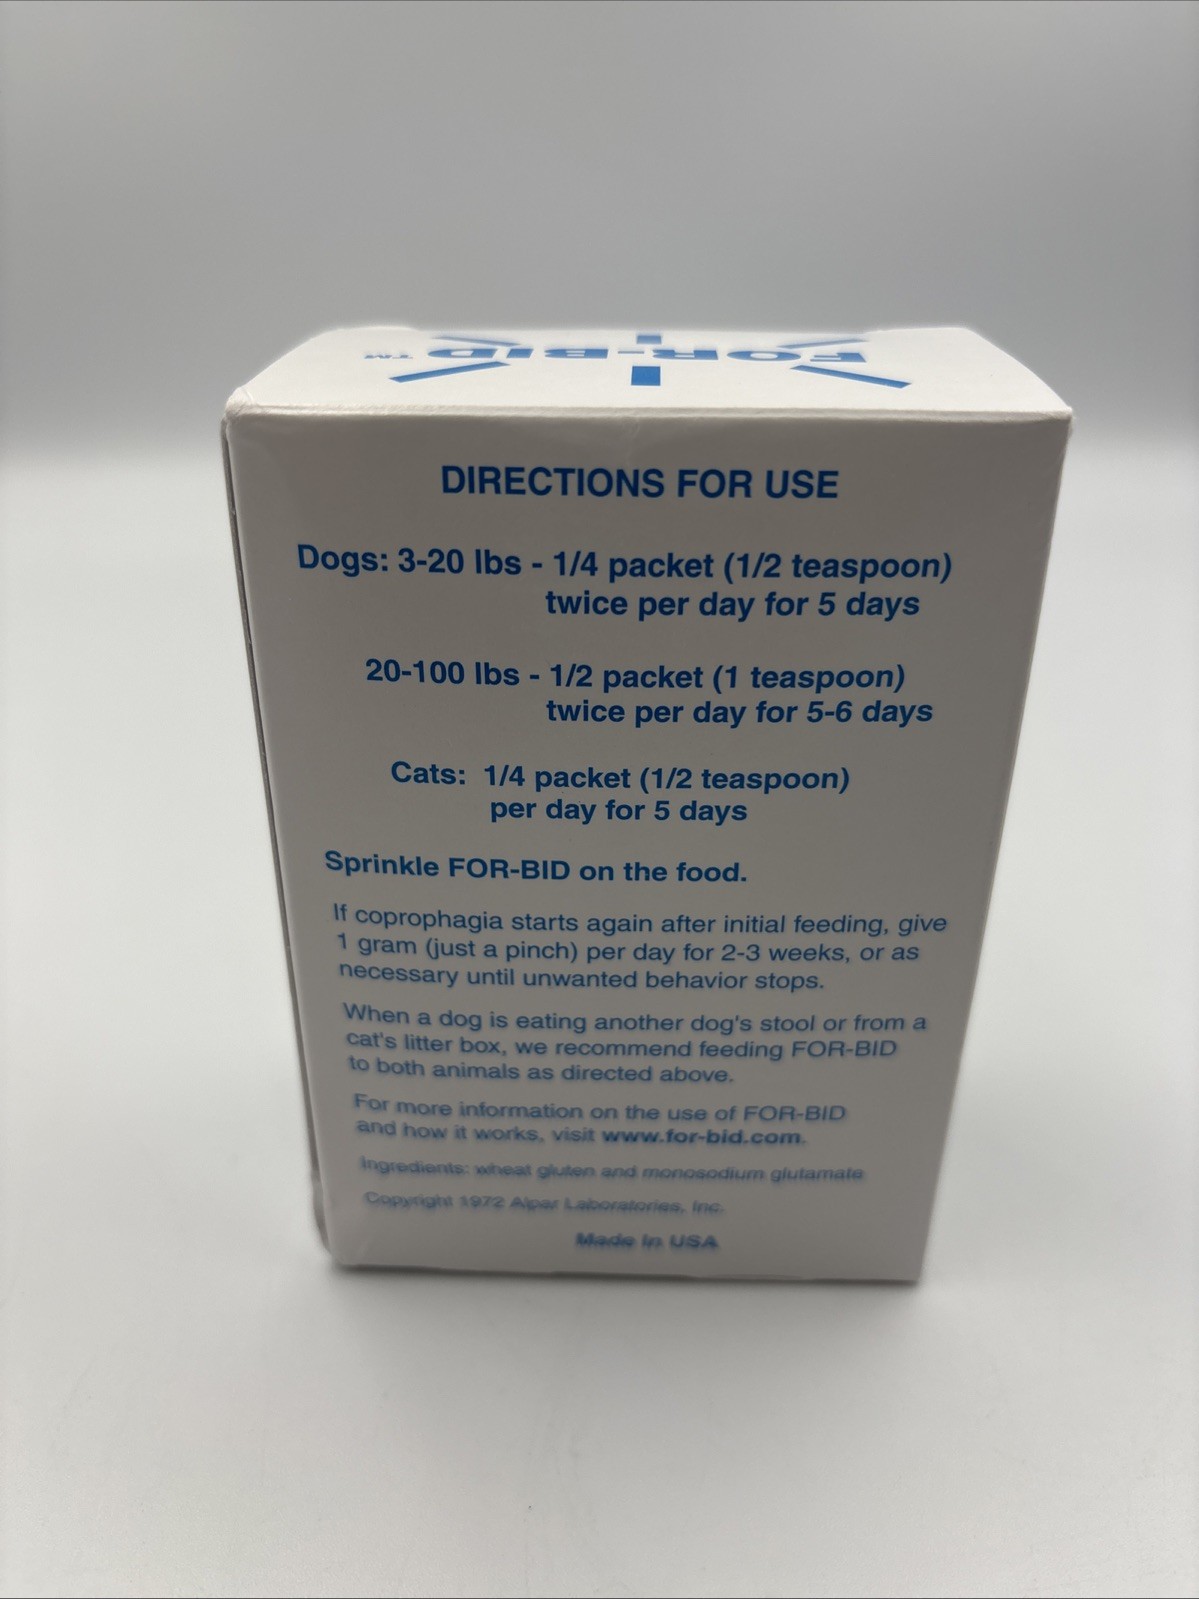 FOR-BID™
DIRECTIONS FOR USE
Dogs: 3-20 lbs - 1/4 packet (1/2 teaspoon)
twice per day for 5 days
20-100 lbs - 1/2 packet (1 teaspoon)
twice per day for 5-6 days
Cats: 1/4 packet (1/2 teaspoon)
per day for 5 days
Sprinkle FOR-BID on the food.
If coprophagia starts again after initial feeding, give
1 gram (just a pinch) per day for 2-3 weeks, or as
necessary until unwanted behavior stops.
When a dog is eating another dog's stool or from a
cat's litter box, we recommend feeding FOR-BID
to both animals as directed above.
For more information on the use of FOR-BID
and how it works, visit www.for-bid.com.
Ingredients: wheat gluten and monosodium glutamate
Copyright 1972 Alpar Laboratories, Inc.
Made in USA